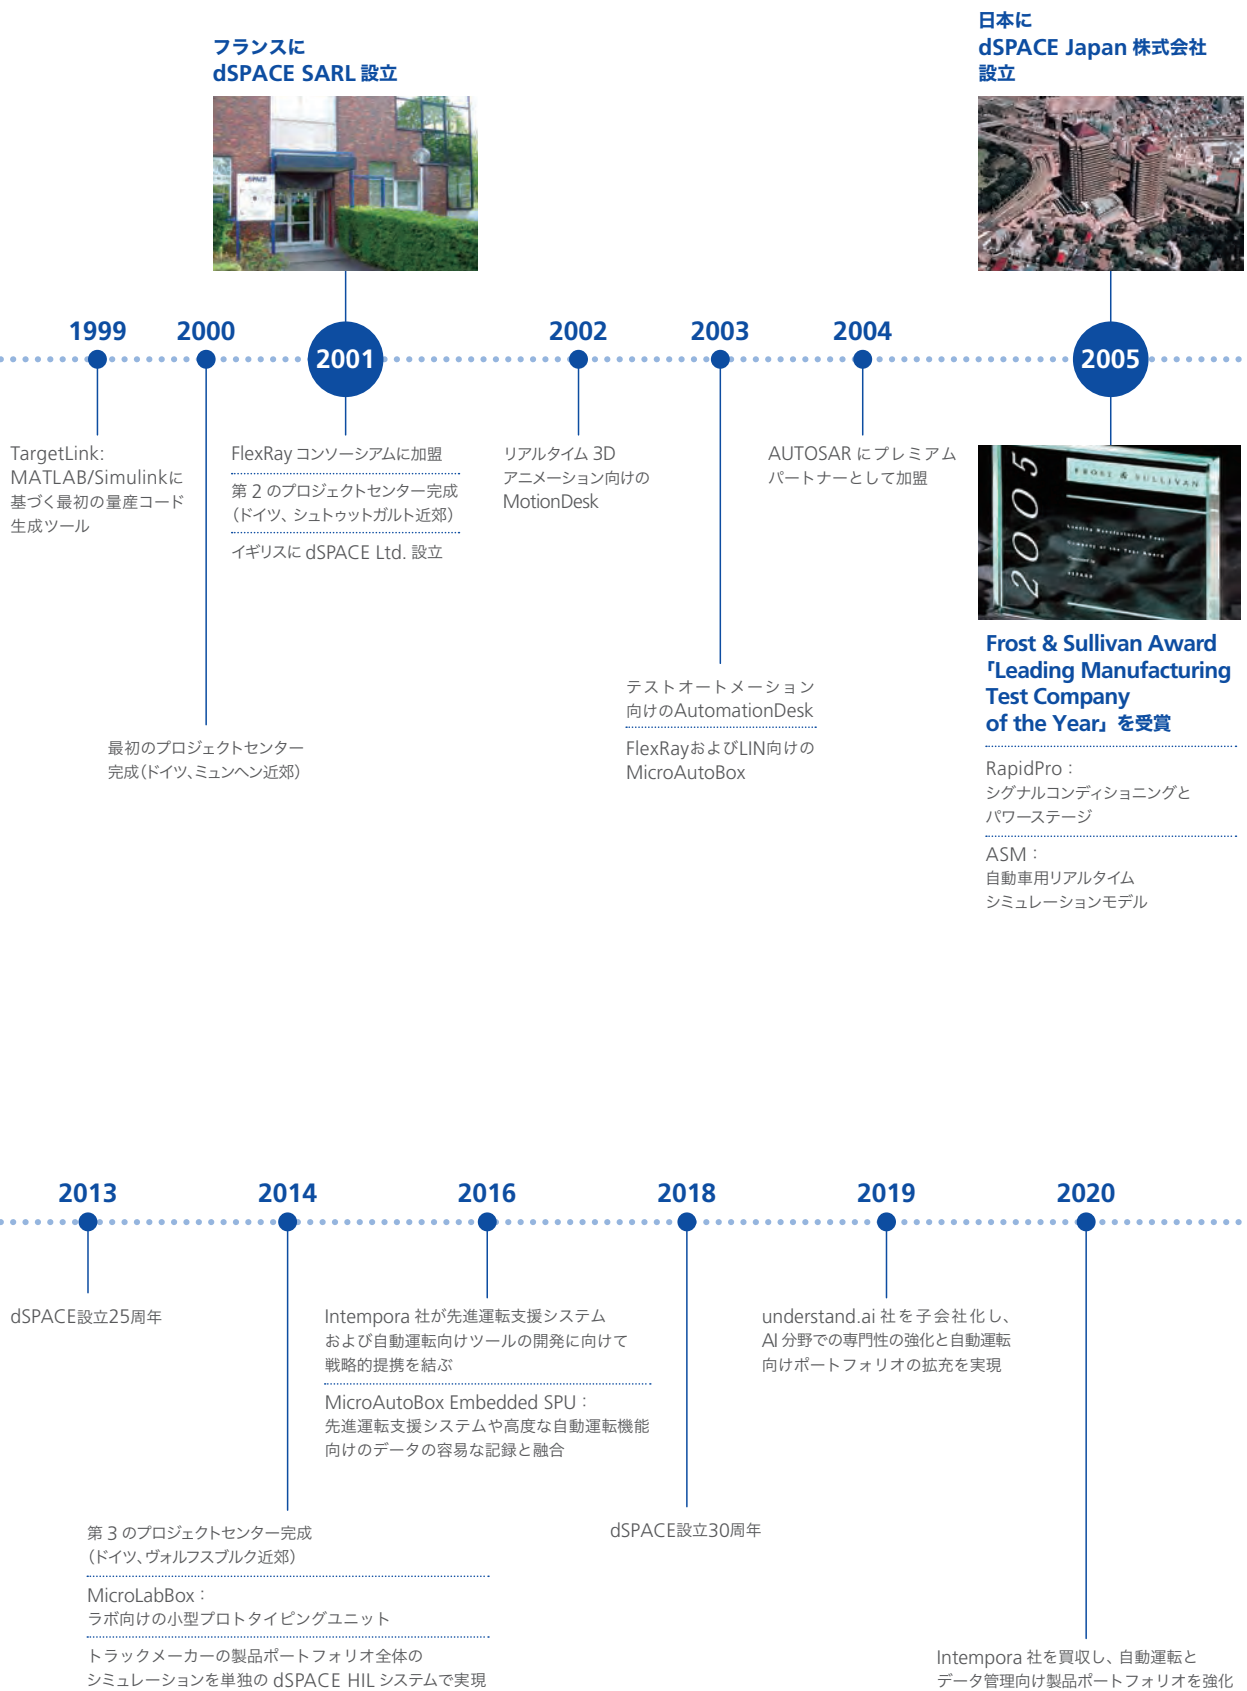 フランスに
dSPACE SARL 設立
日本に
dSPACE Japan 株式会社
設立
dSPACE
1999
2000
2001
2002
2003
2004
2005
TargetLink:
MATLAB/Simulinkに
基づく最初の量産コード
生成ツール
最初のプロジェクトセンター
完成(ドイツ、ミュンヘン近郊)
FlexRay コンソーシアムに加盟
第 2 のプロジェクトセンター完成
(ドイツ、シュトゥットガルト近郊)
イギリスに dSPACE Ltd. 設立
リアルタイム 3D
アニメーション向けの
MotionDesk
テストオートメーション
向けのAutomationDesk
FlexRayおよびLIN向けの
MicroAutoBox
AUTOSAR にプレミアム
パートナーとして加盟
2005
FROST & SULLIVAN
Leading Manufacturing Test
Company of the Year Award
dSPACE
Frost & Sullivan Award
「Leading Manufacturing
Test Company
of the Year」を受賞
RapidPro：
シグナルコンディショニングと
パワーステージ
ASM：
自動車用リアルタイム
シミュレーションモデル
2013
2014
2016
2018
2019
2020
dSPACE設立25周年
第 3 のプロジェクトセンター完成
(ドイツ、ヴォルフスブルク近郊)
MicroLabBox：
ラボ向けの小型プロトタイピングユニット
トラックメーカーの製品ポートフォリオ全体の
シミュレーションを単独の dSPACE HIL システムで実現
Intempora 社が先進運転支援システム
および自動運転向けツールの開発に向けて
戦略的提携を結ぶ
MicroAutoBox Embedded SPU：
先進運転支援システムや高度な自動運転機能
向けのデータの容易な記録と融合
dSPACE設立30周年
understand.ai 社を子会社化し、
AI 分野での専門性の強化と自動運転
向けポートフォリオの拡充を実現
Intempora 社を買収し、自動運転と
データ管理向け製品ポートフォリオを強化